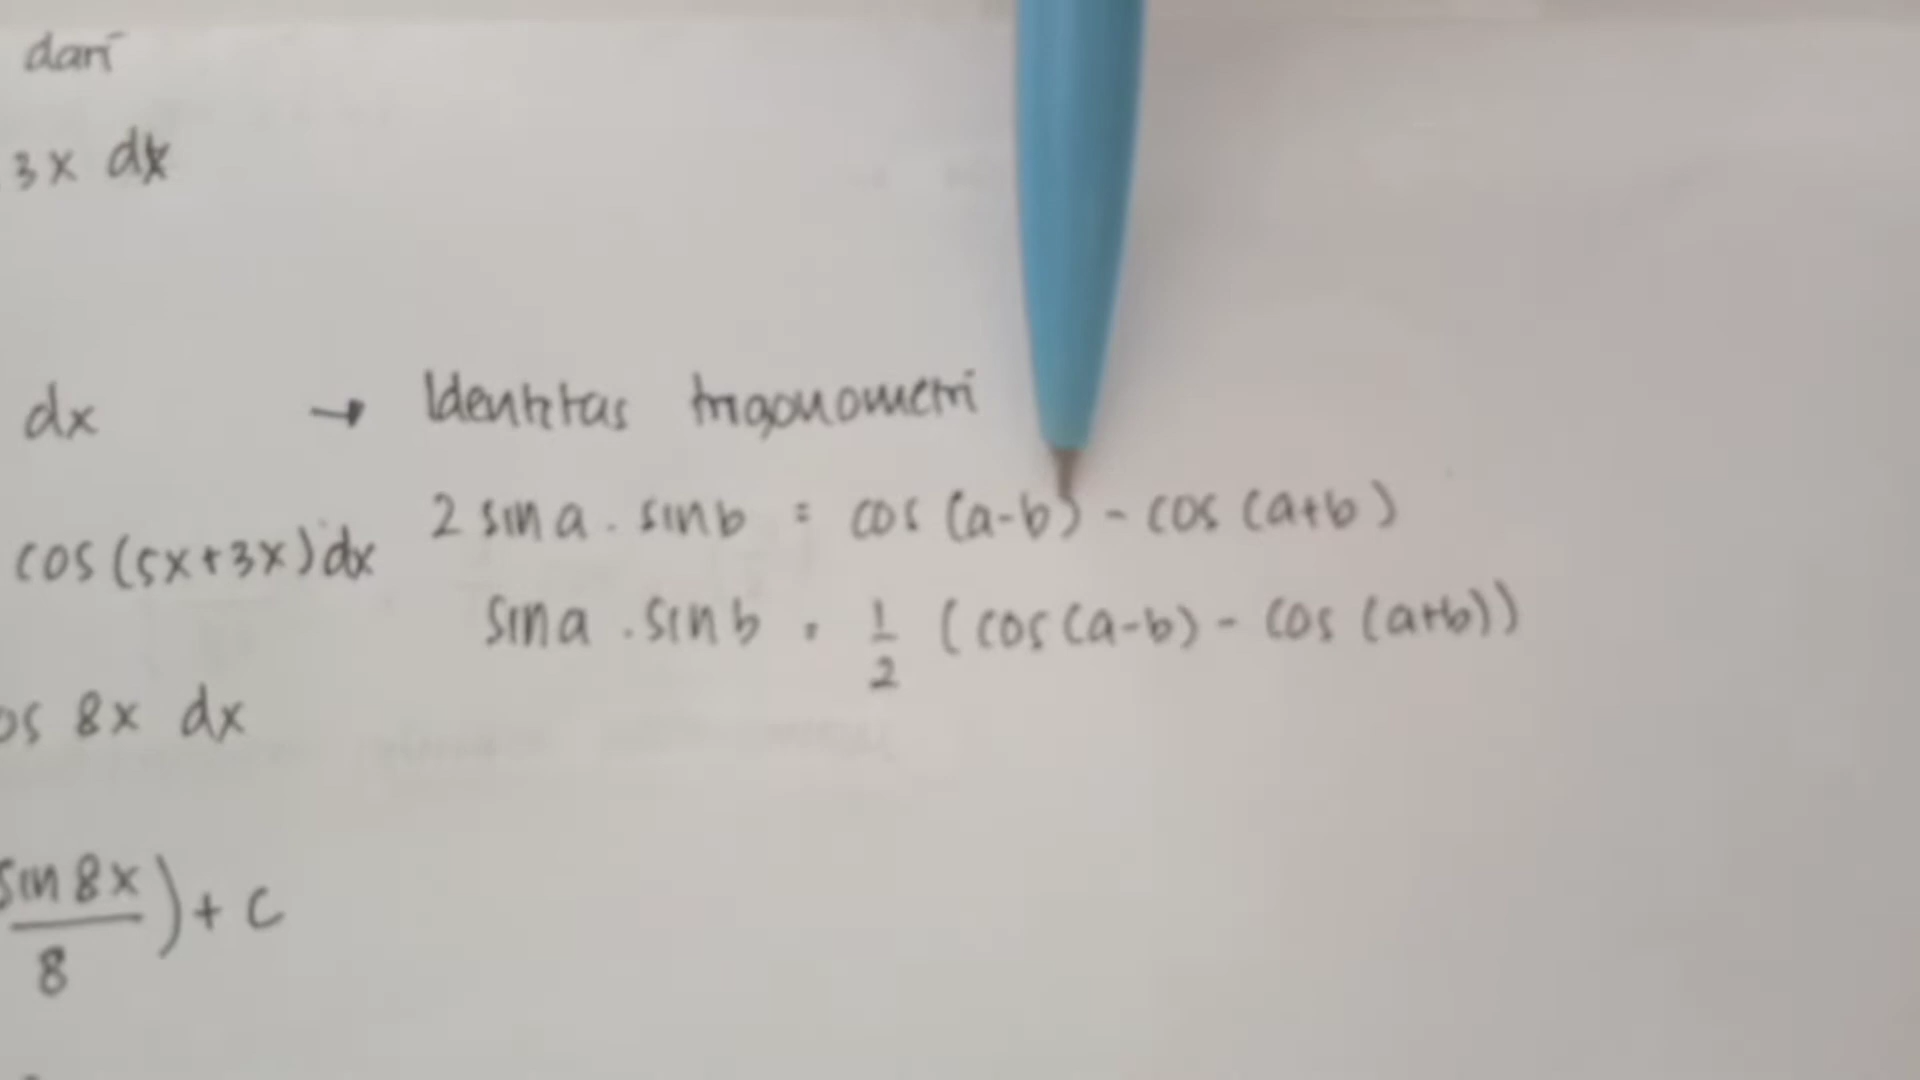 dari
3x dx
dx → Identitas trigonometri
2 sin a . sin b = cos (a-b) - cos (a+b)
cos (5x+3x)dx
sin a . sin b = 1/2 (cos (a-b) - cos (a+b))
os 8x dx
sin 8x / 8 ) + c